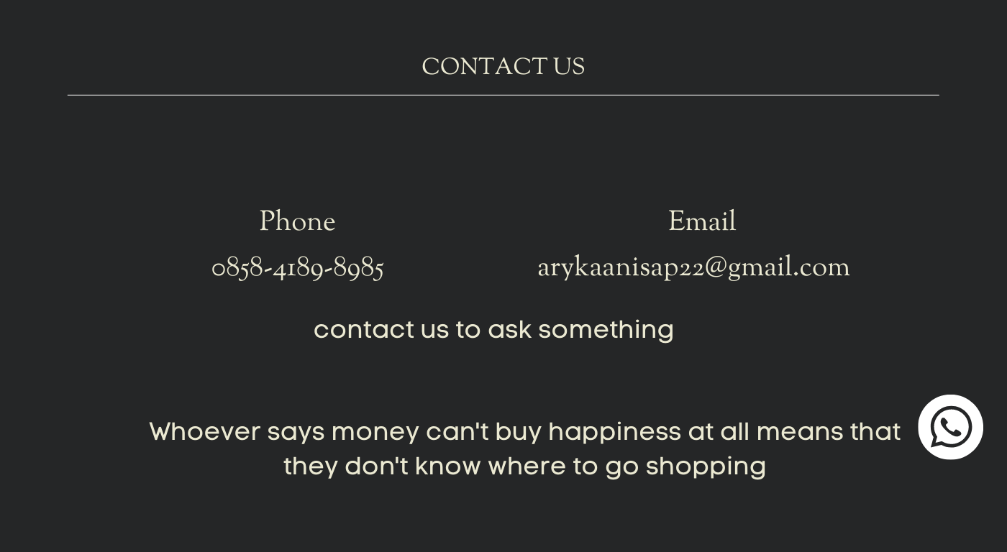 CONTACT US
Phone
0858-4189-8985
Email
arykaanisap22@gmail.com
contact us to ask something
Whoever says money can't buy happiness at all means that
they don't know where to go shopping